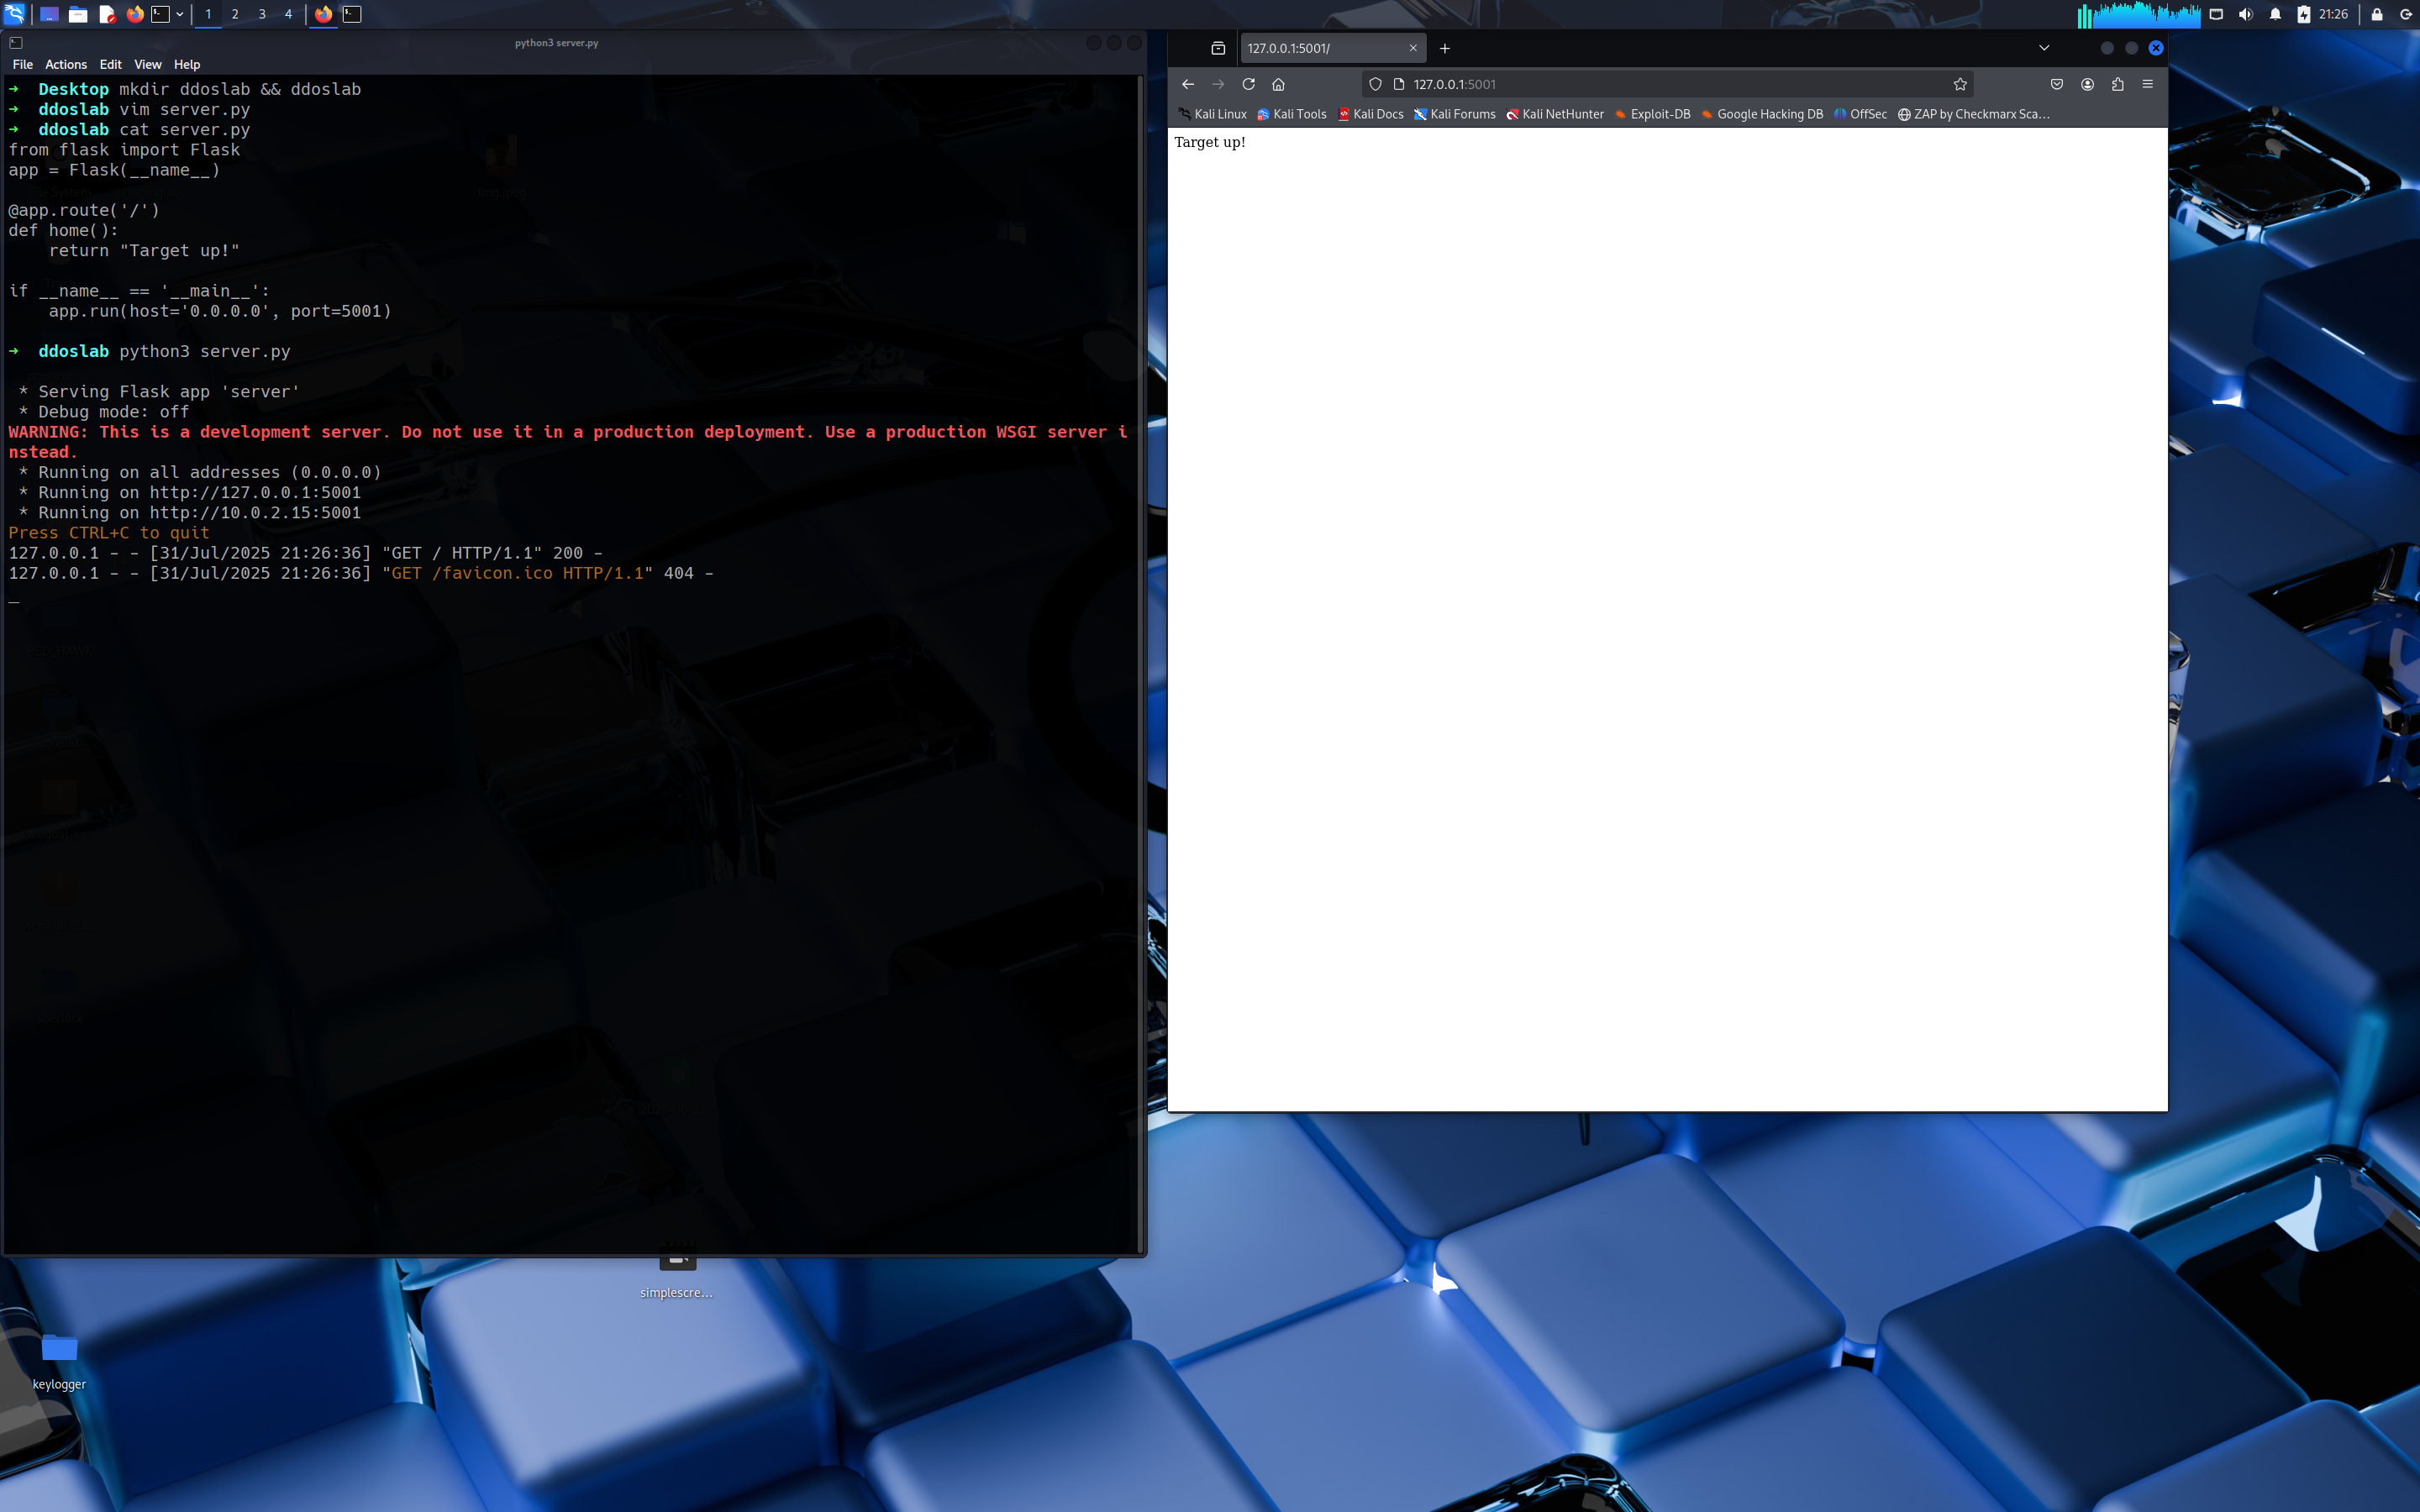 1 2 3 4
21:26
python3 server.py
File Actions Edit View Help
➜ Desktop mkdir ddoslab && ddoslab
➜ ddoslab vim server.py
➜ ddoslab cat server.py
from flask import Flask
app = Flask(__name__)
@app.route('/')
def home():
    return "Target up!"
if __name__ == '__main__':
    app.run(host='0.0.0.0', port=5001)
➜ ddoslab python3 server.py
 * Serving Flask app 'server'
 * Debug mode: off
WARNING: This is a development server. Do not use it in a production deployment. Use a production WSGI server i
nstead.
 * Running on all addresses (0.0.0.0)
 * Running on http://127.0.0.1:5001
 * Running on http://10.0.2.15:5001
Press CTRL+C to quit
127.0.0.1 - - [31/Jul/2025 21:26:36] "GET / HTTP/1.1" 200 -
127.0.0.1 - - [31/Jul/2025 21:26:36] "GET /favicon.ico HTTP/1.1" 404 -
127.0.0.1:5001/
127.0.0.1:5001
Kali Linux Kali Tools Kali Docs Kali Forums Kali NetHunter Exploit-DB Google Hacking DB OffSec ZAP by Checkmarx Sca…
Target up!
simplescre…
keylogger